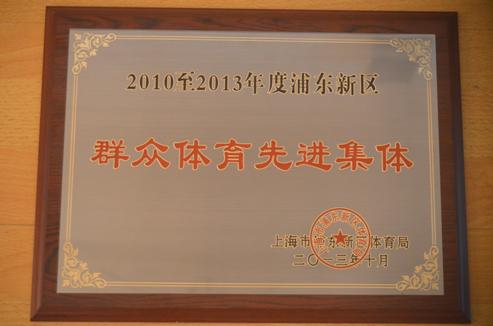 2010至2013年度浦东新区
群众体育先进集体
上海市浦东新区体育局
二〇一三年十月